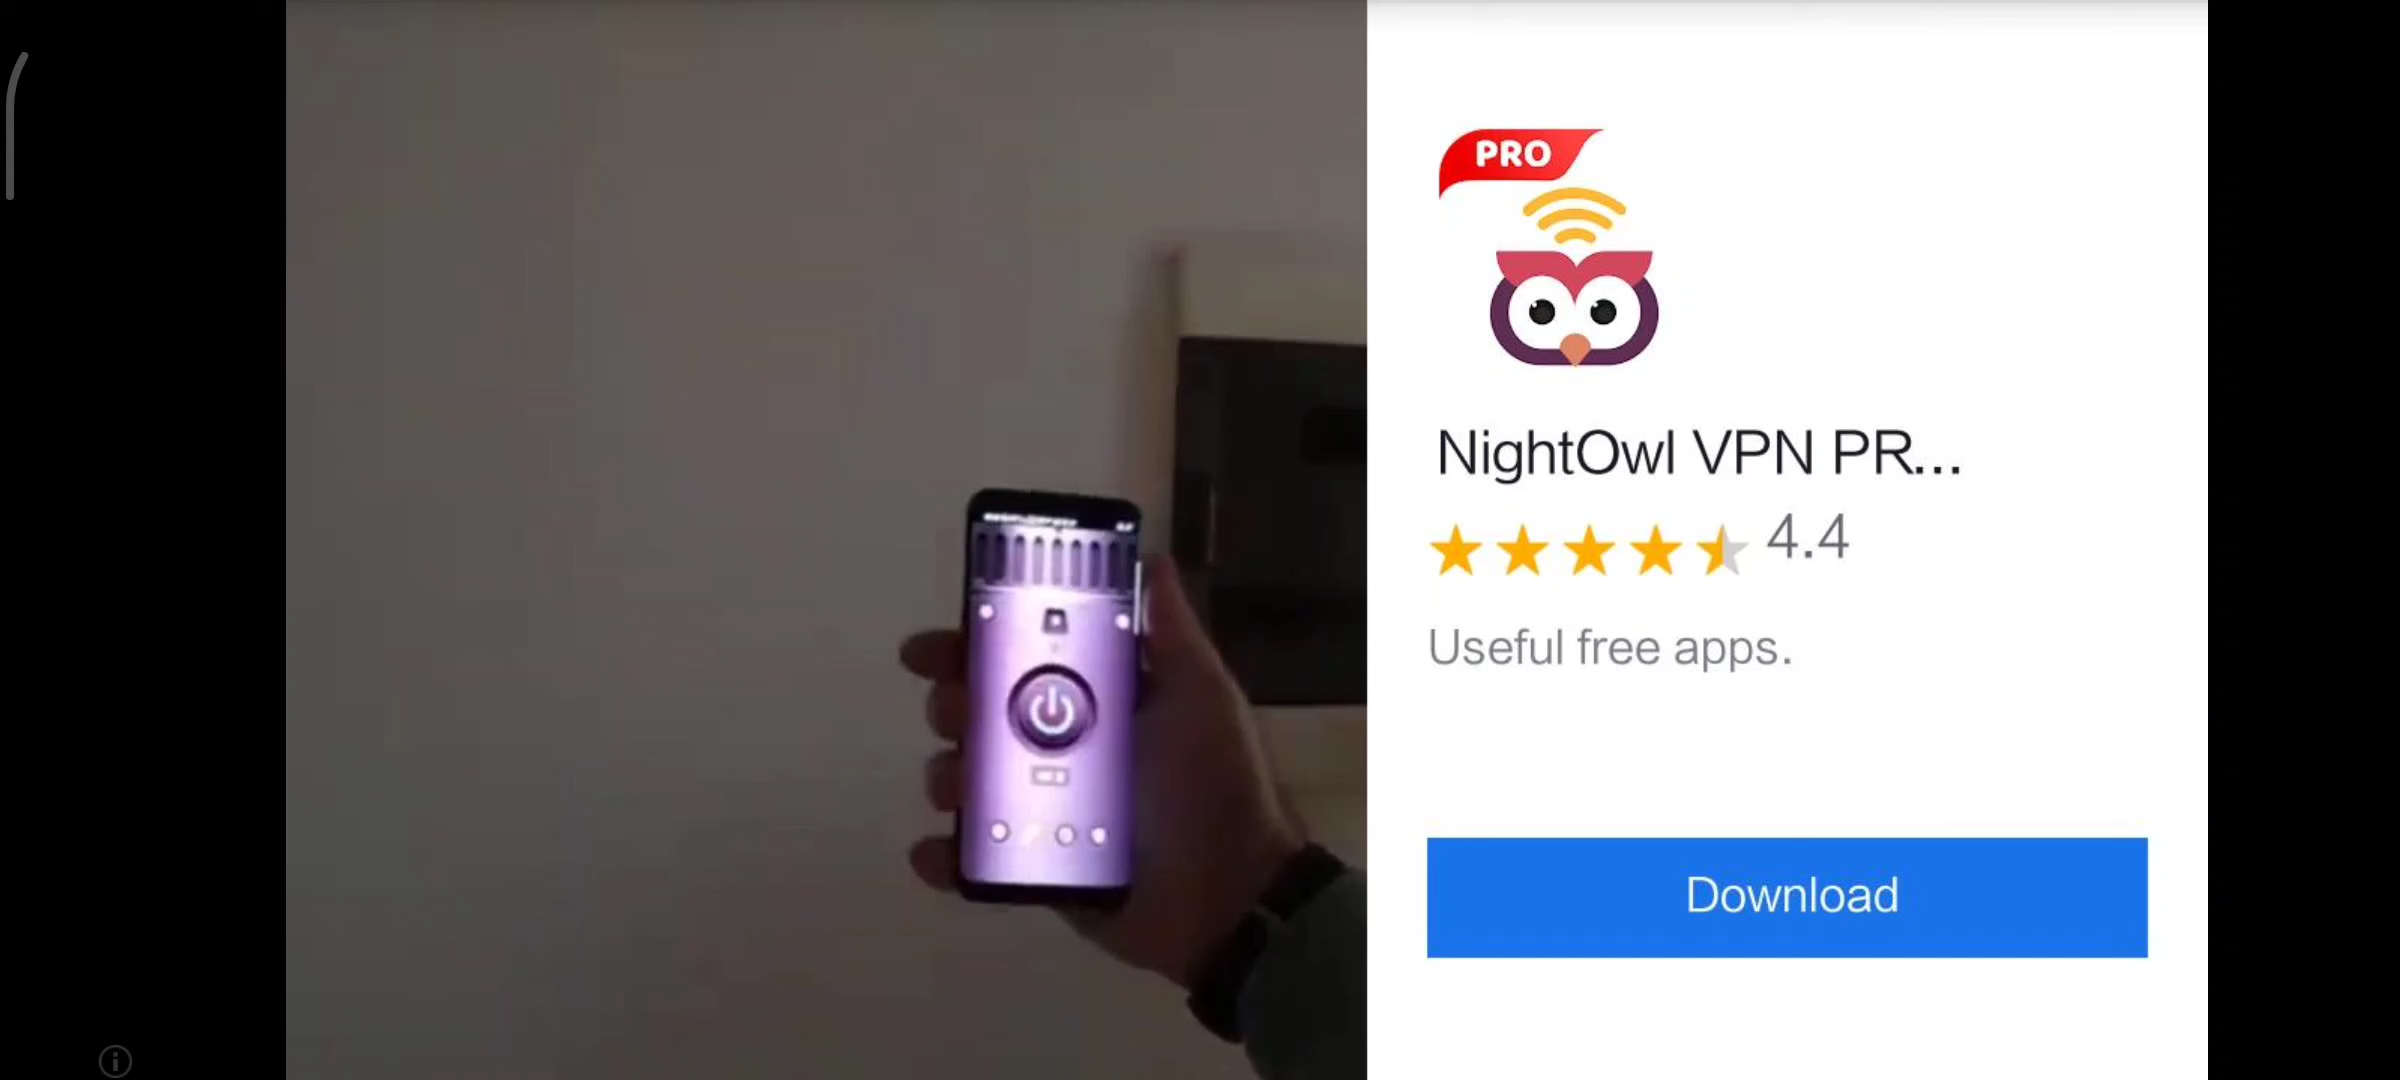 PRO
NightOwl VPN PR...
4.4
Useful free apps.
Download